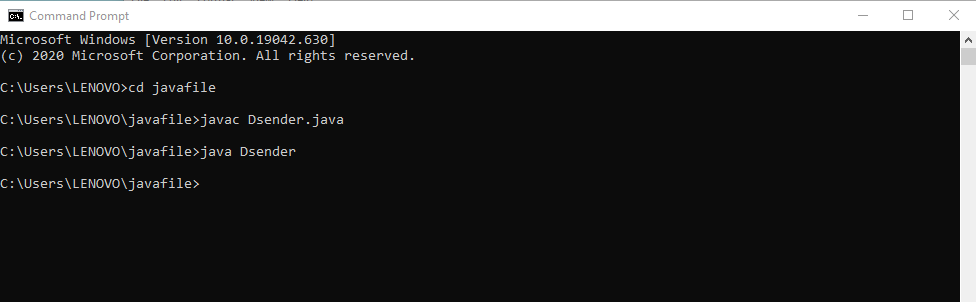 Command Prompt
Microsoft Windows [Version 10.0.19042.630]
(c) 2020 Microsoft Corporation. All rights reserved.
C:\Users\LENOVO>cd javafile
C:\Users\LENOVO\javafile>javac Dsender.java
C:\Users\LENOVO\javafile>java Dsender
C:\Users\LENOVO\javafile>